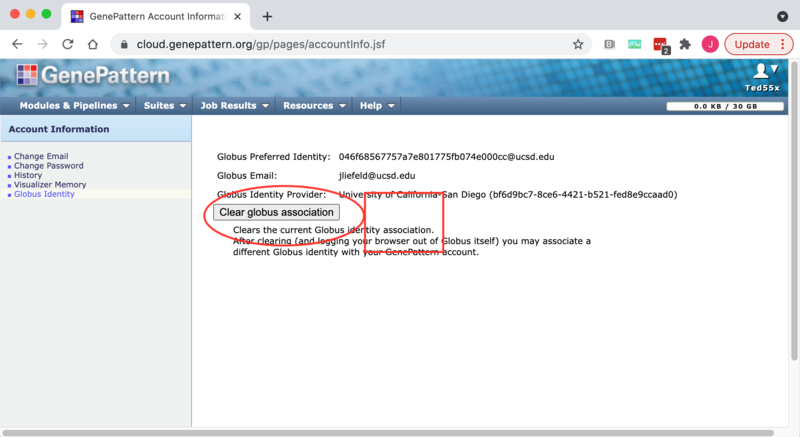 GenePattern Account Informati
cloud.genepattern.org/gp/pages/accountInfo.jsf
2
J
Update
GenePattern
Ted55x
Modules & Pipelines
Suites
Job Results
Resources
Help
0.0 KB / 30 GB
Account Information
Change Email
Change Password
History
Visualizer Memory
Globus Identity
Globus Preferred Identity: 046f68567757a7e801775fb074e000cc@ucsd.edu
Globus Email: jliefeld@ucsd.edu
Globus Identity Provider: University of California-San Diego (bf6d9bc7-8ce6-4421-b521-fed8e9ccaad0)
Clear globus association
Clears the current Globus identity association.
After clearing (and logging your browser out of Globus itself) you may associate a
different Globus identity with your GenePattern account.